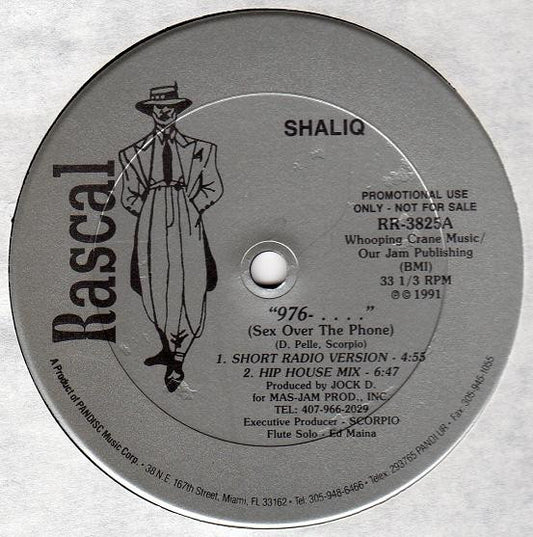 Rascal
SHALIQ
PROMOTIONAL USE
ONLY - NOT FOR SALE
RR-3825A
Whooping Crane Music/
Our Jam Publishing
(BMI)
33 1/3 RPM
℗ © 1991
"976- . . . ."
(Sex Over The Phone)
(D. Pelle, Scorpio)
1. SHORT RADIO VERSION - 4:55
2. HIP HOUSE MIX - 6:47
Produced by JOCK D.
for MAS-JAM PROD., INC.
TEL: 407-966-2029
Executive Producer - SCORPIO
Flute Solo - Ed Maina
A Product of PANDISC Music Corp. • 38 N.E. 167th Street, Miami, FL 33162 • Tel: 305-948-6466 • Telex: 293765 PANDI UR • Fax 305-945-1055